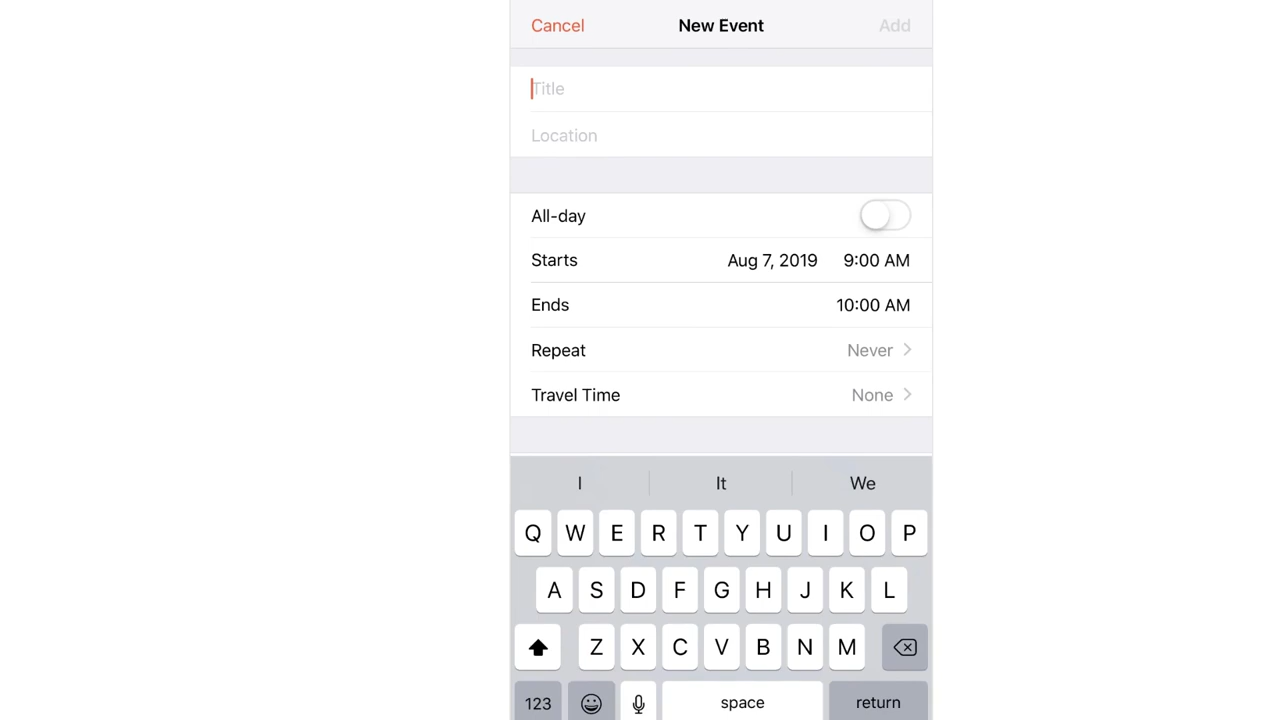 Cancel New Event Add
Title
Location
All-day
Starts Aug 7, 2019 9:00 AM
Ends 10:00 AM
Repeat Never
Travel Time None
I It We
Q W E R T Y U I O P
A S D F G H J K L
Z X C V B N M
123 space return